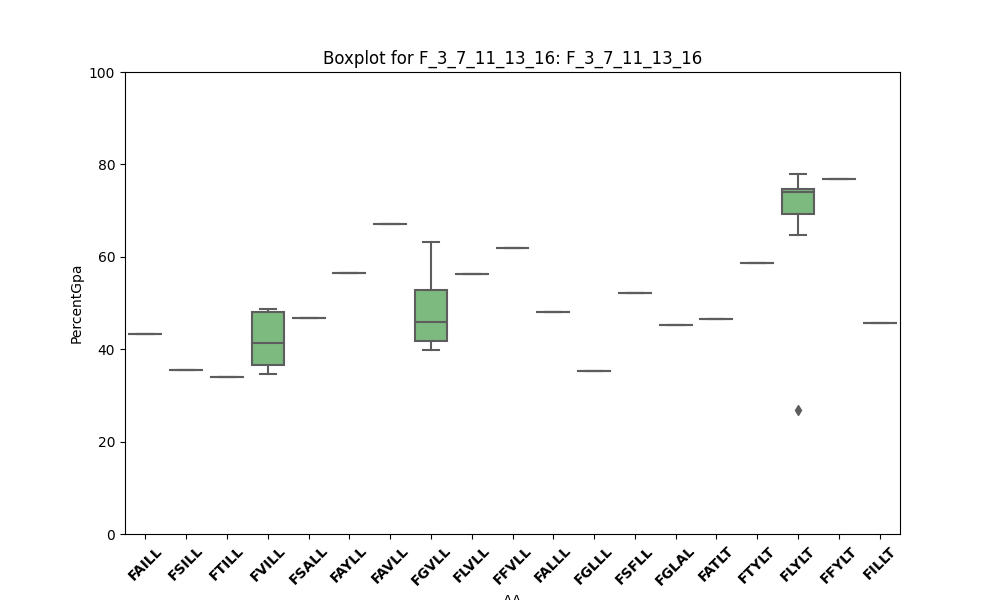 Boxplot for F_3_7_11_13_16: F_3_7_11_13_16
100
80
60
40
20
0
PercentGpa
FAILL
FSILL
FTILL
FVILL
FSALL
FAYLL
FAVLL
FGVLL
FLVLL
FFVLL
FALLL
FGLLL
FSFLL
FGLAL
FATLT
FTYLT
FLYLT
FFYLT
FILLT
AA